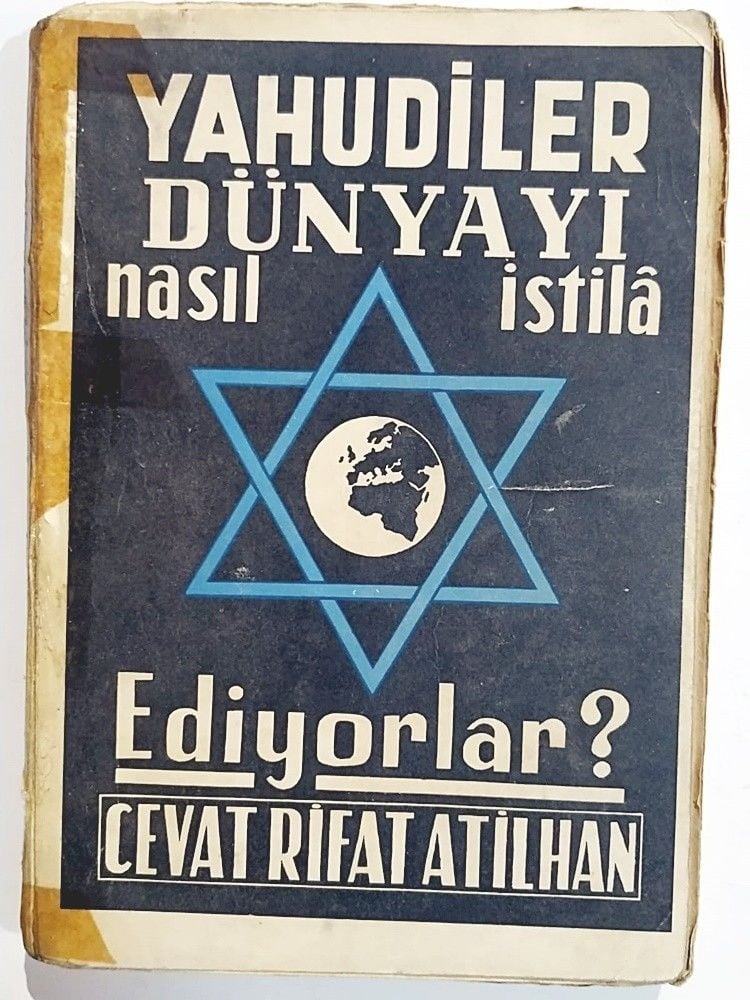 YAHUDİLER
DÜNYAYI
nasıl istilâ
Ediyorlar?
CEVAT RİFAT ATİLHAN